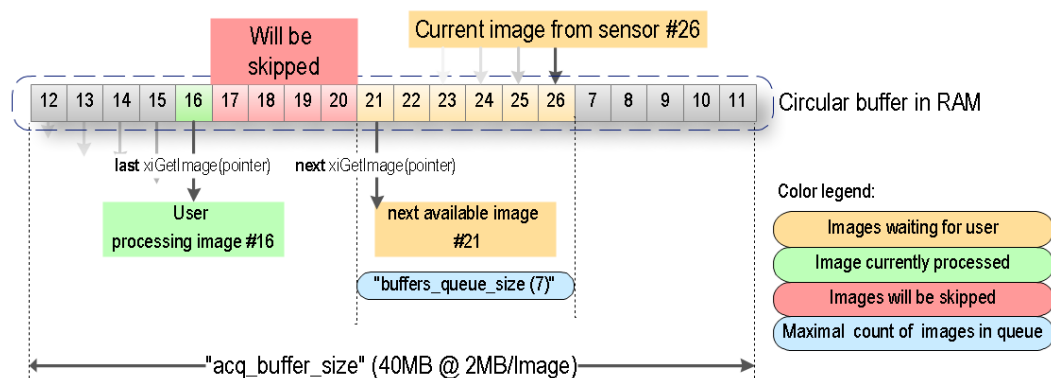 Will be
skipped
Current image from sensor #26
12 13 14 15 16 17 18 19 20 21 22 23 24 25 26 7 8 9 10 11
Circular buffer in RAM
last xiGetImage(pointer)
next xiGetImage(pointer)
User
processing image #16
next available image
#21
"buffers_queue_size (7)"
Color legend:
Images waiting for user
Image currently processed
Images will be skipped
Maximal count of images in queue
"acq_buffer_size" (40MB @ 2MB/Image)